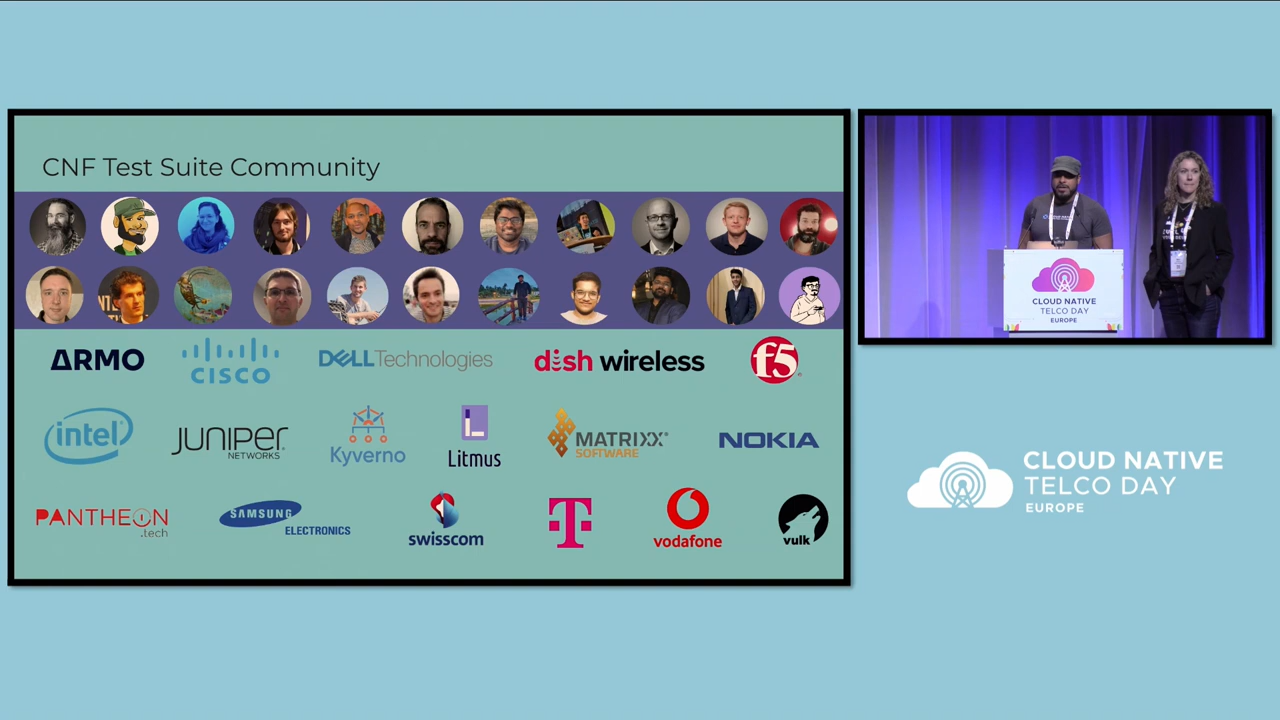 CNF Test Suite Community
ARMO
CISCO
DELL Technologies
dish wireless
f5
intel
JUNIPER
NETWORKS
Kyverno
Litmus
MATRIXX
SOFTWARE
NOKIA
PANTHEON
.tech
SAMSUNG
ELECTRONICS
swisscom
T
vodafone
vulk
CLOUD NATIVE
TELCO DAY
EUROPE
CLOUD NATIVE
TELCO DAY
EUROPE